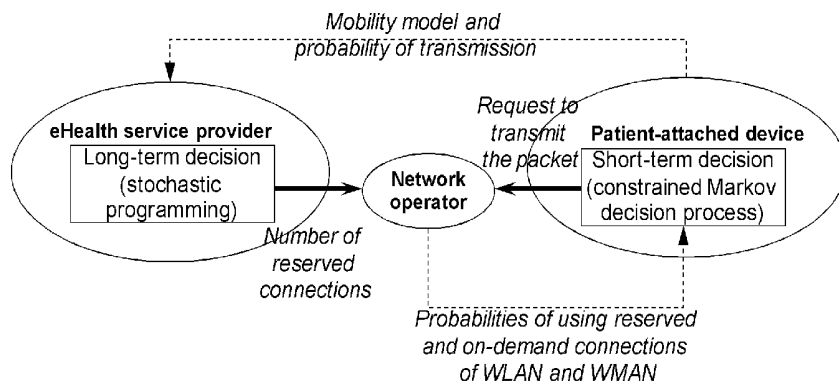 Mobility model and
probability of transmission
eHealth service provider
Long-term decision
(stochastic
programming)
Number of
reserved
connections
Network
operator
Request to
transmit
the packet
Patient-attached device
Short-term decision
(constrained Markov
decision process)
Probabilities of using reserved
and on-demand connections
of WLAN and WMAN